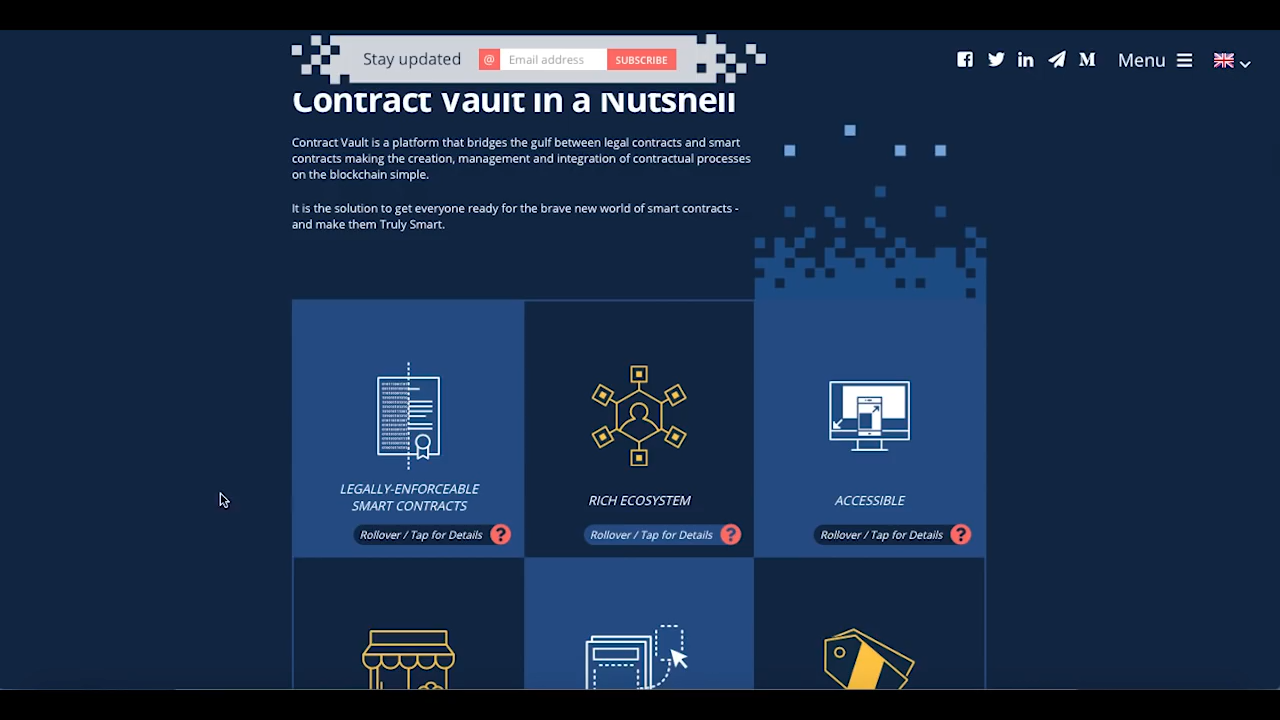 Stay updated @ Email address SUBSCRIBE
Menu
Contract Vault in a Nutshell
Contract Vault is a platform that bridges the gulf between legal contracts and smart
contracts making the creation, management and integration of contractual processes
on the blockchain simple.
It is the solution to get everyone ready for the brave new world of smart contracts -
and make them Truly Smart.
LEGALLY-ENFORCEABLE
SMART CONTRACTS
Rollover / Tap for Details ?
RICH ECOSYSTEM
Rollover / Tap for Details ?
ACCESSIBLE
Rollover / Tap for Details ?